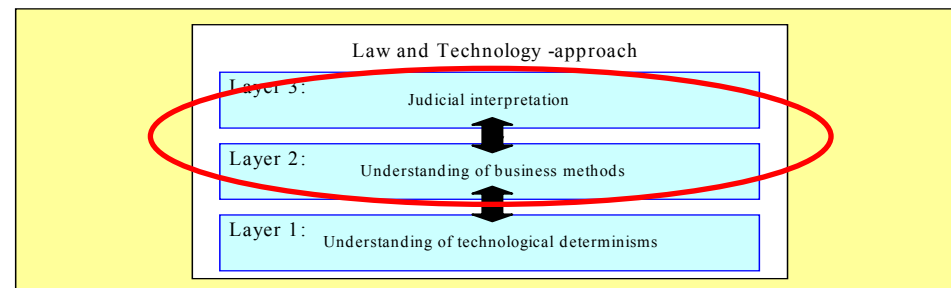 Law and Technology -approach
Layer 3:
Judicial interpretation
Layer 2:
Understanding of business methods
Layer 1:
Understanding of technological determinisms